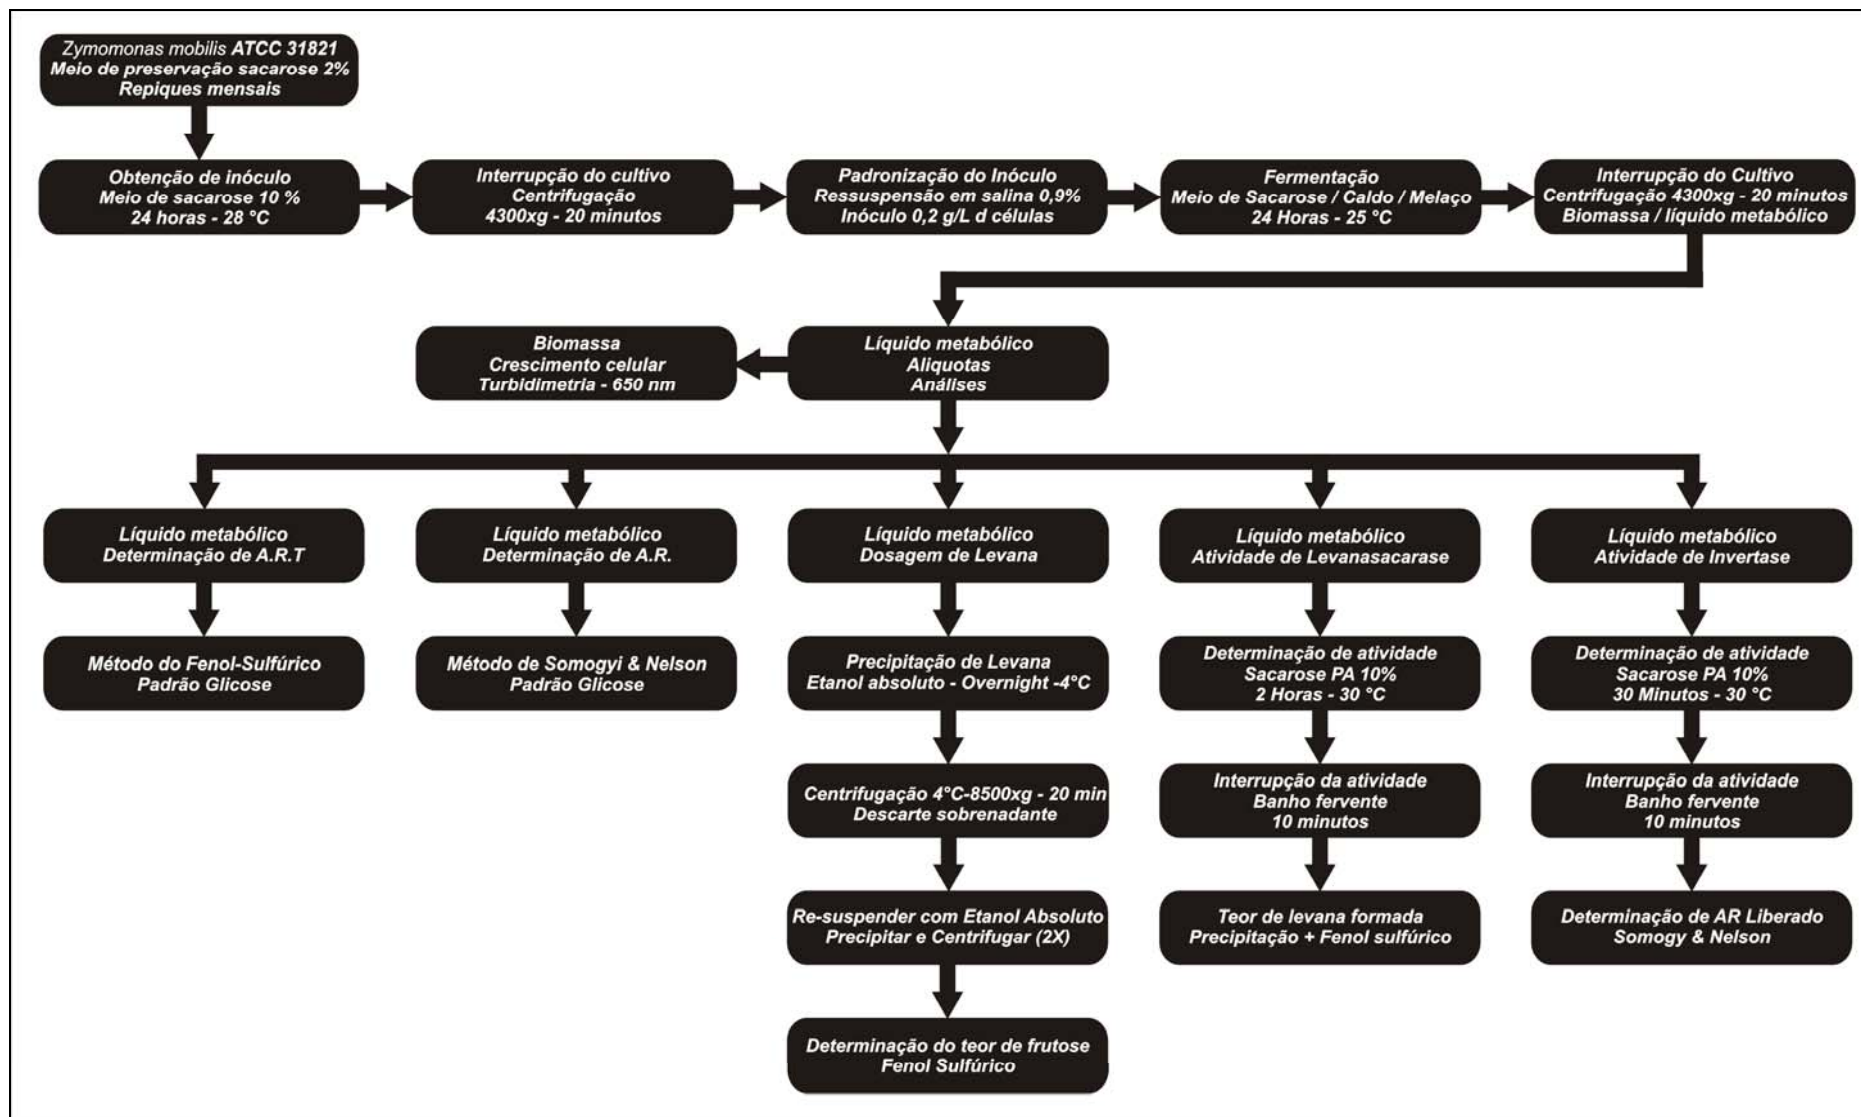 Zymomonas mobilis ATCC 31821
Meio de preservação sacarose 2%
Repiques mensais
Obtenção de inóculo
Meio de sacarose 10 %
24 horas - 28 °C
Interrupção do cultivo
Centrifugação
4300xg - 20 minutos
Padronização do Inóculo
Ressuspensão em salina 0,9%
Inóculo 0,2 g/L d células
Fermentação
Meio de Sacarose / Caldo / Melaço
24 Horas - 25 °C
Interrupção do Cultivo
Centrifugação 4300xg - 20 minutos
Biomassa / líquido metabólico
Biomassa
Crescimento celular
Turbidimetria - 650 nm
Líquido metabólico
Aliquotas
Análises
Líquido metabólico
Determinação de A.R.T
Líquido metabólico
Determinação de A.R.
Líquido metabólico
Dosagem de Levana
Líquido metabólico
Atividade de Levanasacarase
Líquido metabólico
Atividade de Invertase
Método do Fenol-Sulfúrico
Padrão Glicose
Método de Somogyi & Nelson
Padrão Glicose
Precipitação de Levana
Etanol absoluto - Overnight -4°C
Determinação de atividade
Sacarose PA 10%
2 Horas - 30 °C
Determinação de atividade
Sacarose PA 10%
30 Minutos - 30 °C
Centrifugação 4°C-8500xg - 20 min
Descarte sobrenadante
Interrupção da atividade
Banho fervente
10 minutos
Interrupção da atividade
Banho fervente
10 minutos
Re-suspender com Etanol Absoluto
Precipitar e Centrifugar (2X)
Teor de levana formada
Precipitação + Fenol sulfúrico
Determinação de AR Liberado
Somogy & Nelson
Determinação do teor de frutose
Fenol Sulfúrico